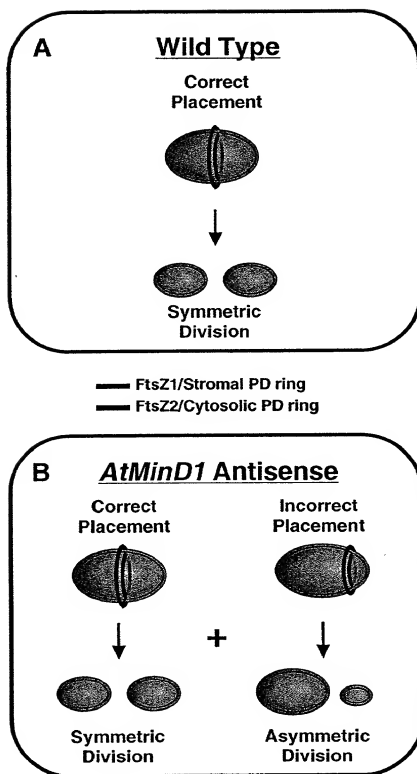 A
Wild Type
Correct
Placement
Symmetric
Division
FtsZ1/Stromal PD ring
FtsZ2/Cytosolic PD ring
B
AtMinD1 Antisense
Correct
Placement
Incorrect
Placement
+
Symmetric
Division
Asymmetric
Division